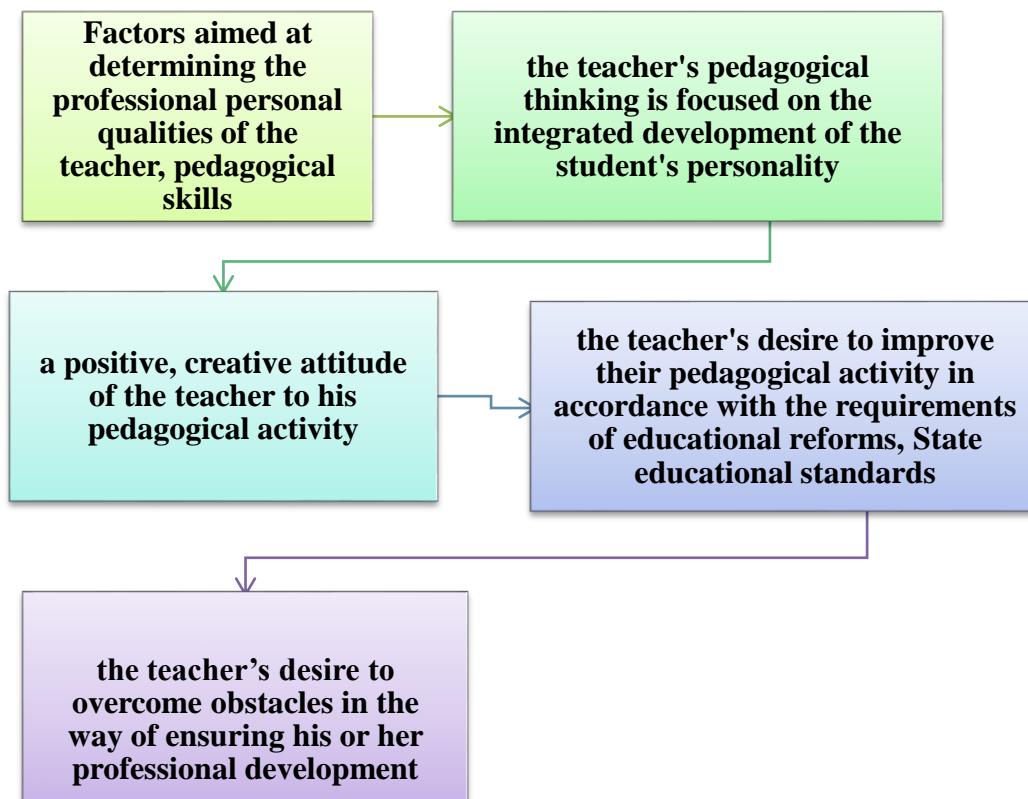 Factors aimed at
determining the
professional personal
qualities of the
teacher, pedagogical
skills
the teacher's pedagogical
thinking is focused on the
integrated development of the
student's personality
a positive, creative attitude
of the teacher to his
pedagogical activity
the teacher's desire to improve
their pedagogical activity in
accordance with the requirements
of educational reforms, State
educational standards
the teacher’s desire to
overcome obstacles in the
way of ensuring his or her
professional development